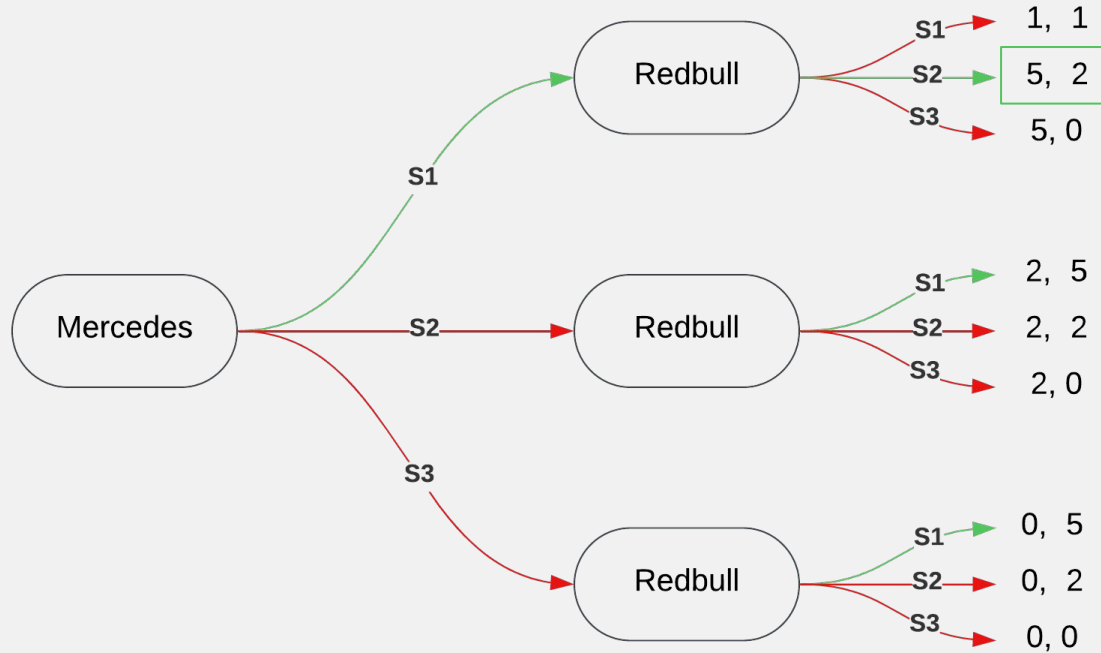 Mercedes
S1
S2
S3
Redbull
S1
S2
S3
1, 1
5, 2
5, 0
Redbull
S1
S2
S3
2, 5
2, 2
2, 0
Redbull
S1
S2
S3
0, 5
0, 2
0, 0